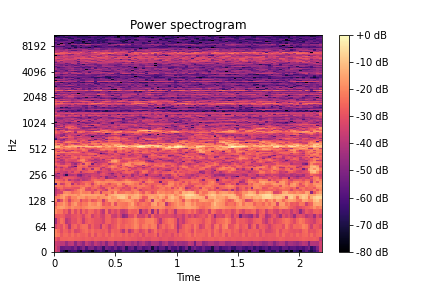 Power spectrogram
8192
4096
2048
1024
512
256
128
64
0
Hz
0 0.5 1 1.5 2
Time
+0 dB
-10 dB
-20 dB
-30 dB
-40 dB
-50 dB
-60 dB
-70 dB
-80 dB